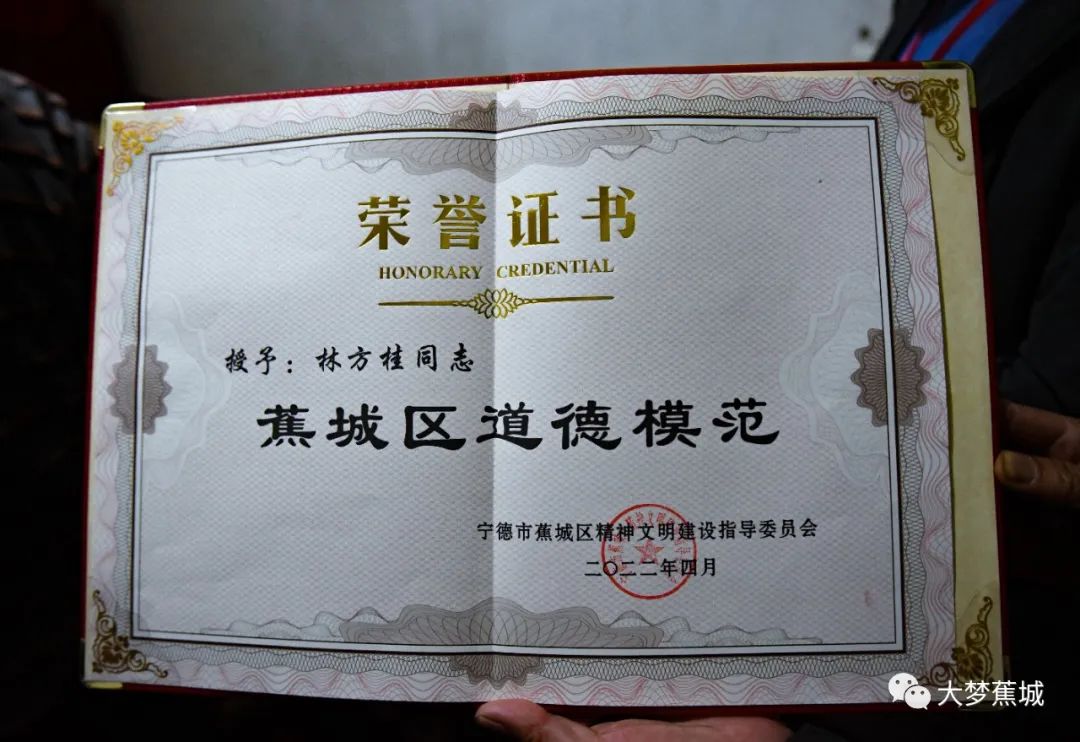 荣誉证书
HONORARY CREDENTIAL
授予：林方桂同志
蕉城区道德模范
宁德市蕉城区精神文明建设指导委员会
二〇二二年四月
大梦蕉城